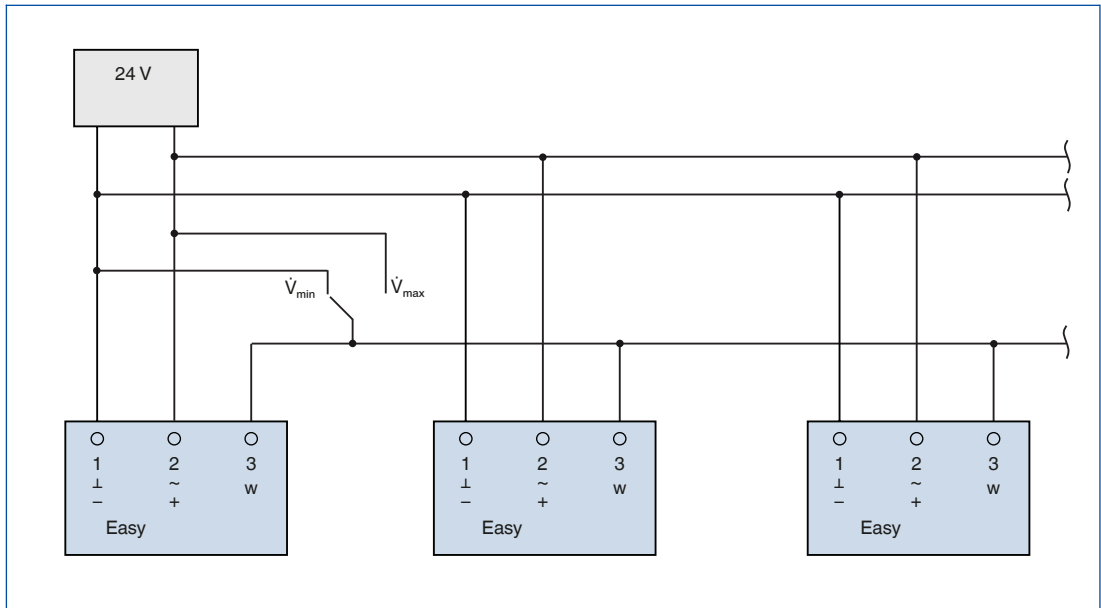 24 V
V̇min
V̇max
1 2 3
⊥ ~ w
– +
Easy
1 2 3
⊥ ~ w
– +
Easy
1 2 3
⊥ ~ w
– +
Easy